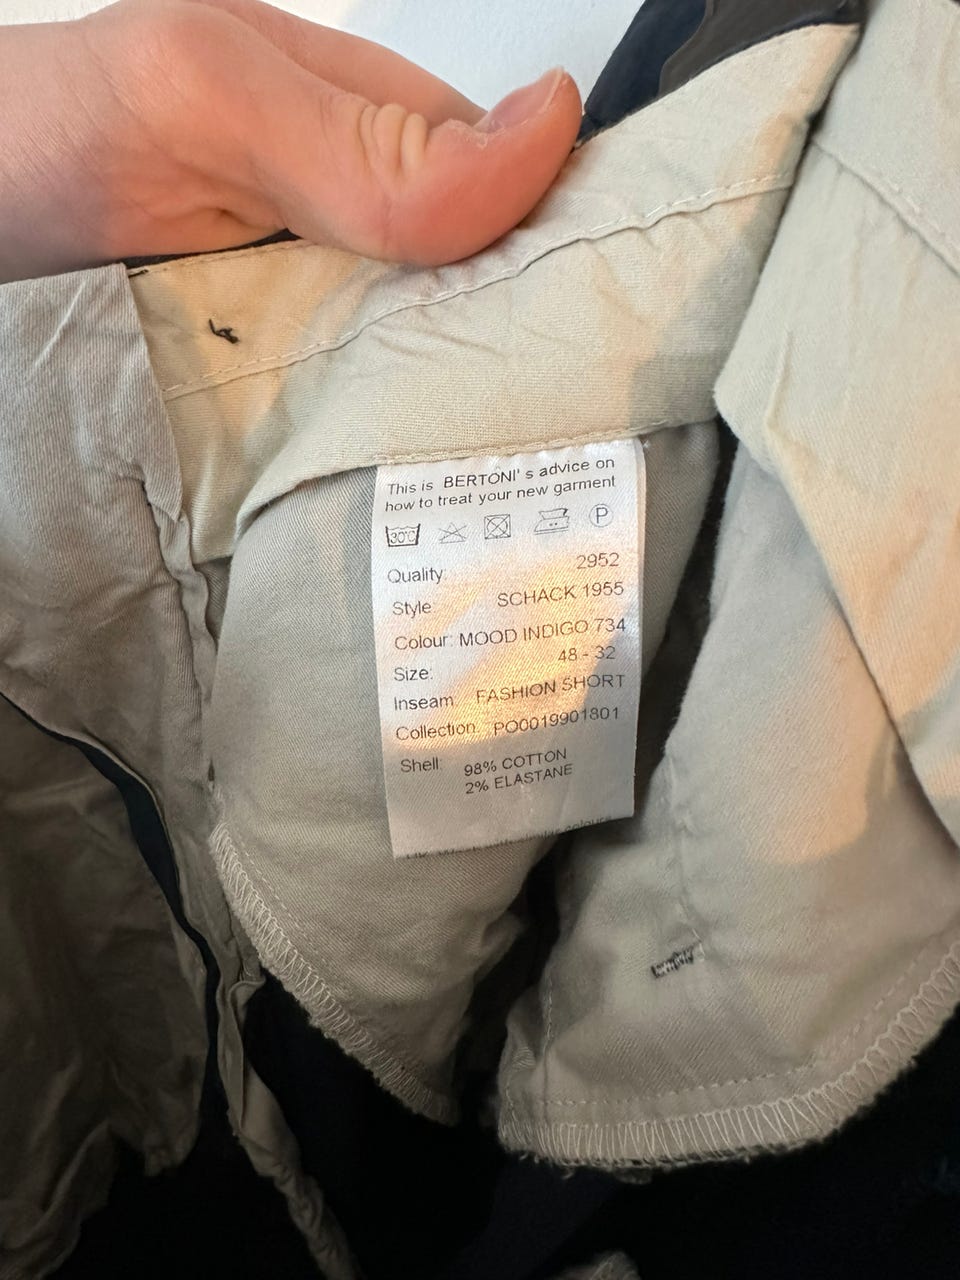 This is BERTONI' s advice on
how to treat your new garment
30°C P
Quality: 2952
Style: SCHACK 1955
Colour: MOOD INDIGO 734
Size: 48 - 32
Inseam: FASHION SHORT
Collection: PO0019901801
Shell: 98% COTTON
2% ELASTANE
colours